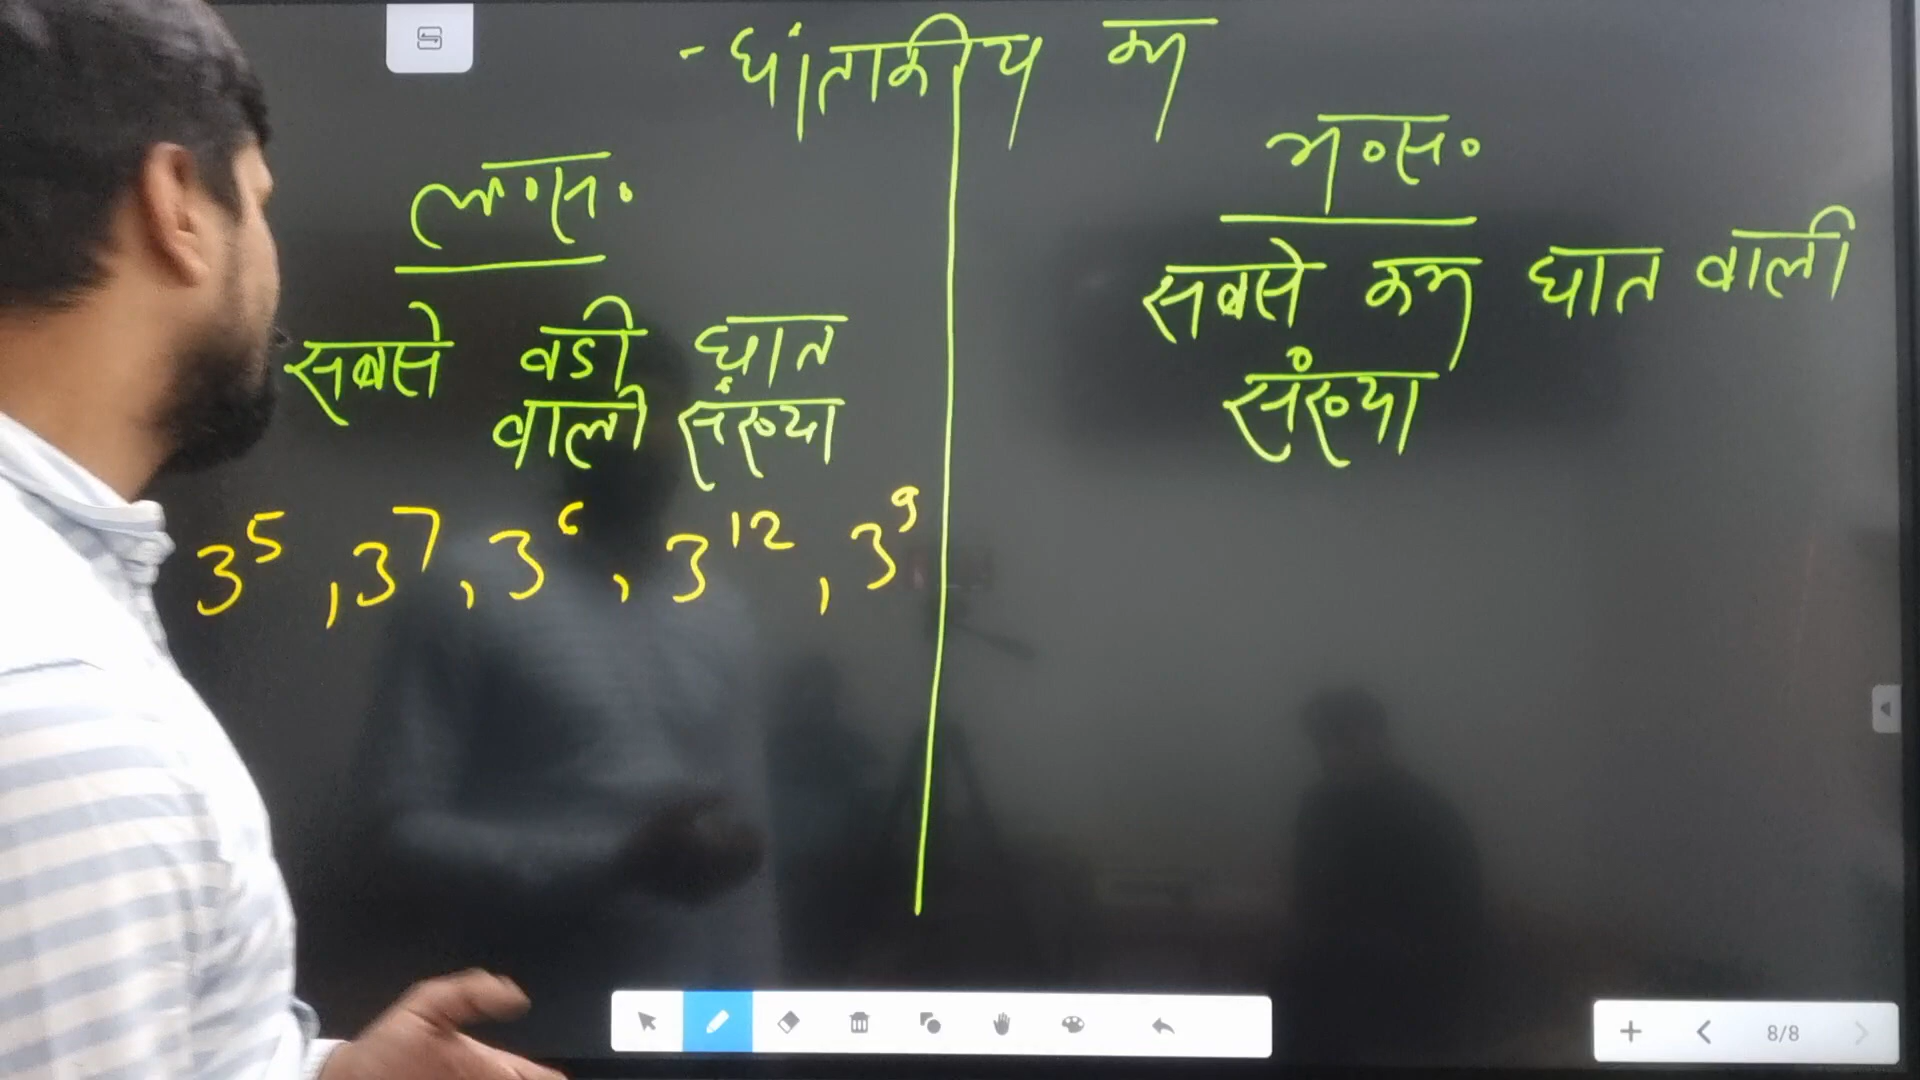 - घांताकीय का
ल०स०
सबसे बडी घात
वाली संख्या
3⁵, 3⁷, 3⁶, 3¹², 3⁹
म०स०
सबसे कम घात वाली
संख्या
8/8